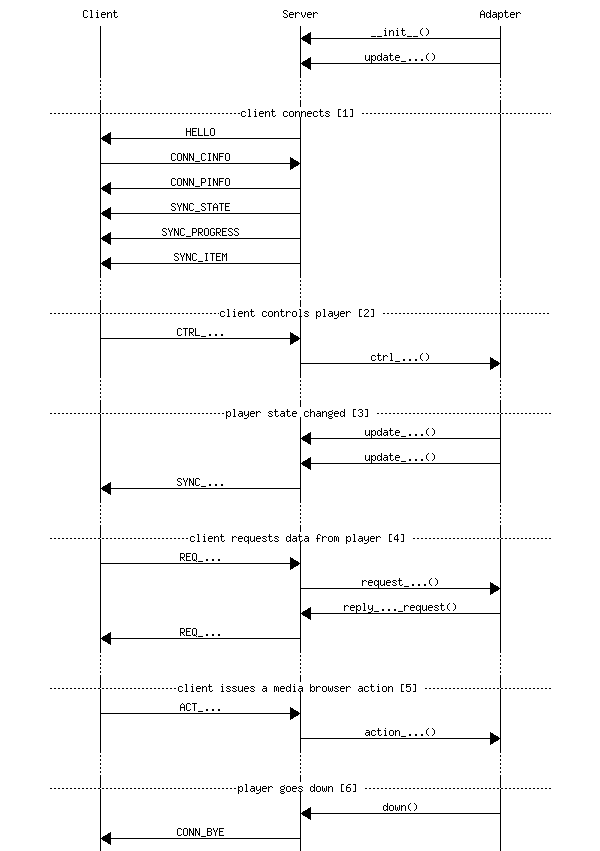 Client Server Adapter
__init__()
update_...()
client connects [1]
HELLO
CONN_CINFO
CONN_PINFO
SYNC_STATE
SYNC_PROGRESS
SYNC_ITEM
client controls player [2]
CTRL_...
ctrl_...()
player state changed [3]
update_...()
update_...()
SYNC_...
client requests data from player [4]
REQ_...
request_...()
reply_..._request()
REQ_...
client issues a media browser action [5]
ACT_...
action_...()
player goes down [6]
down()
CONN_BYE